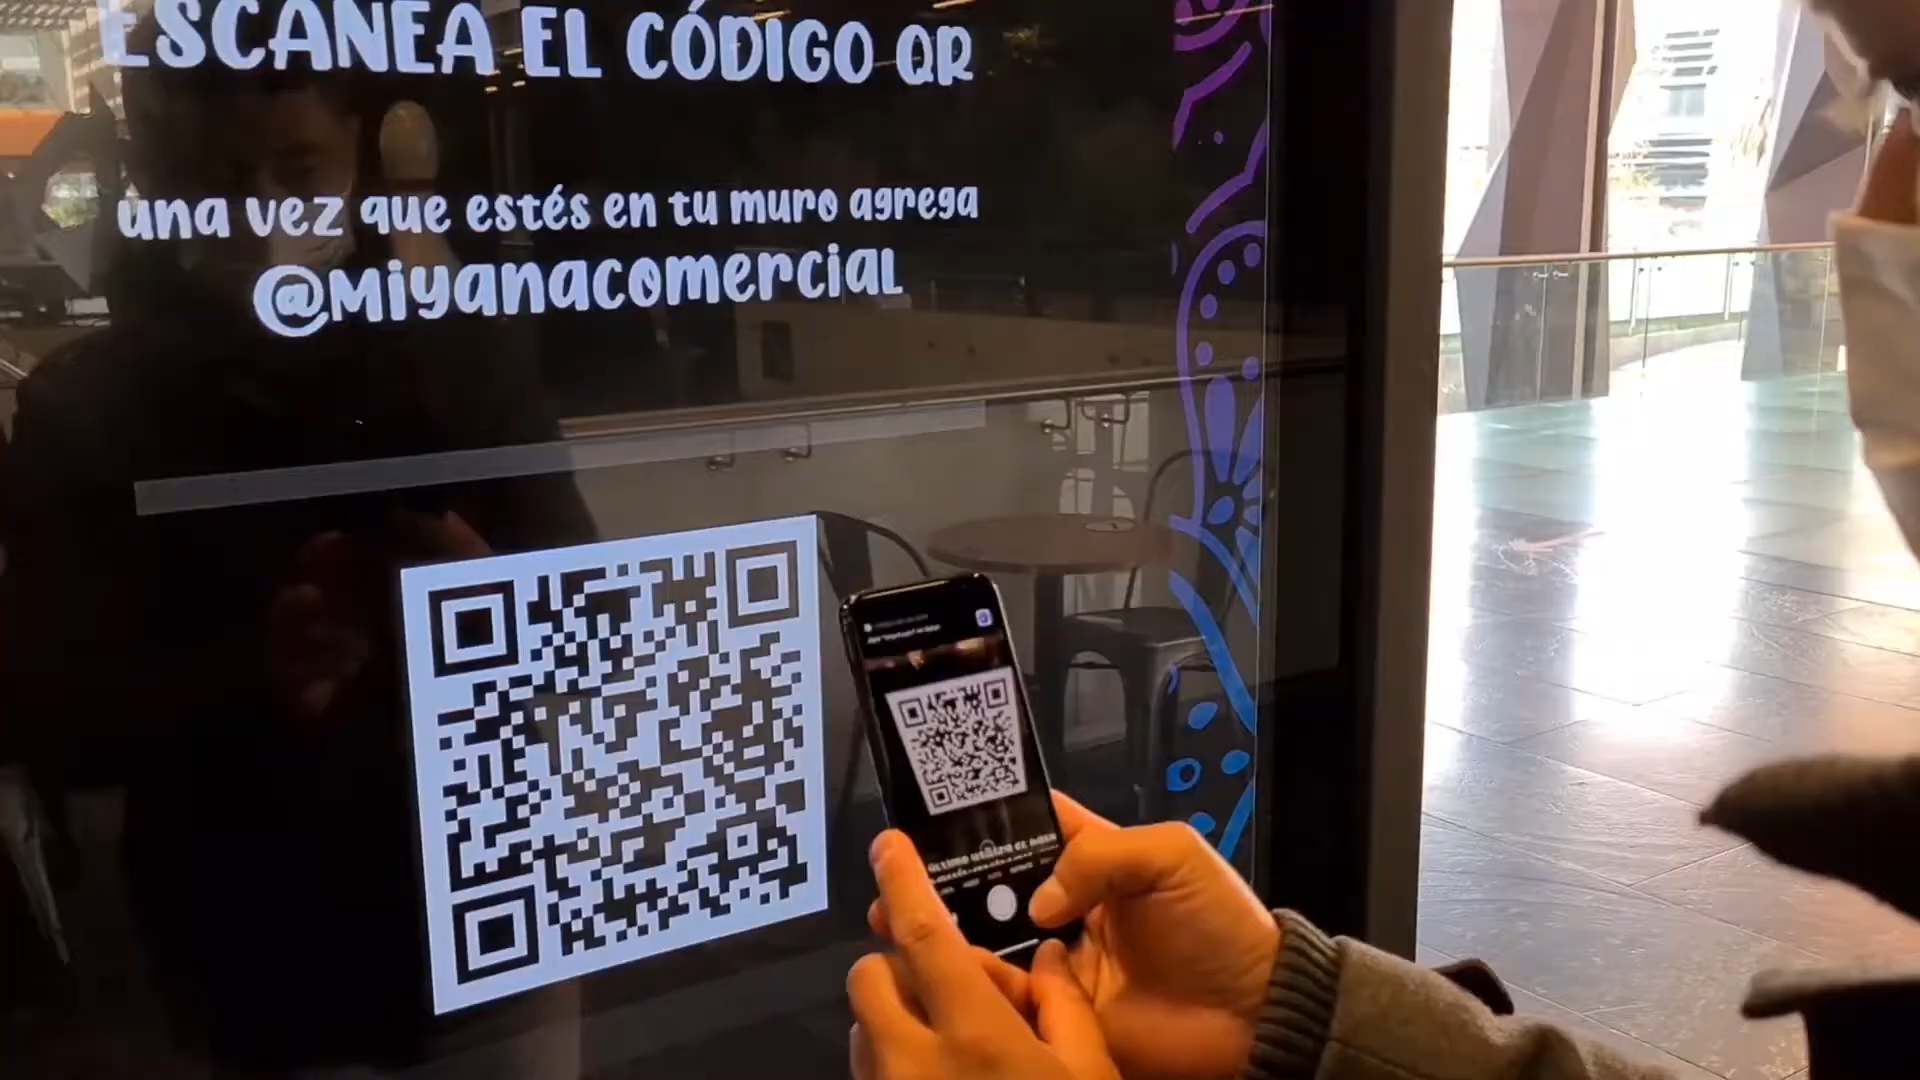 ESCANEA EL CÓDIGO QR
una vez que estés en tu muro agrega
@Miyanacomercial